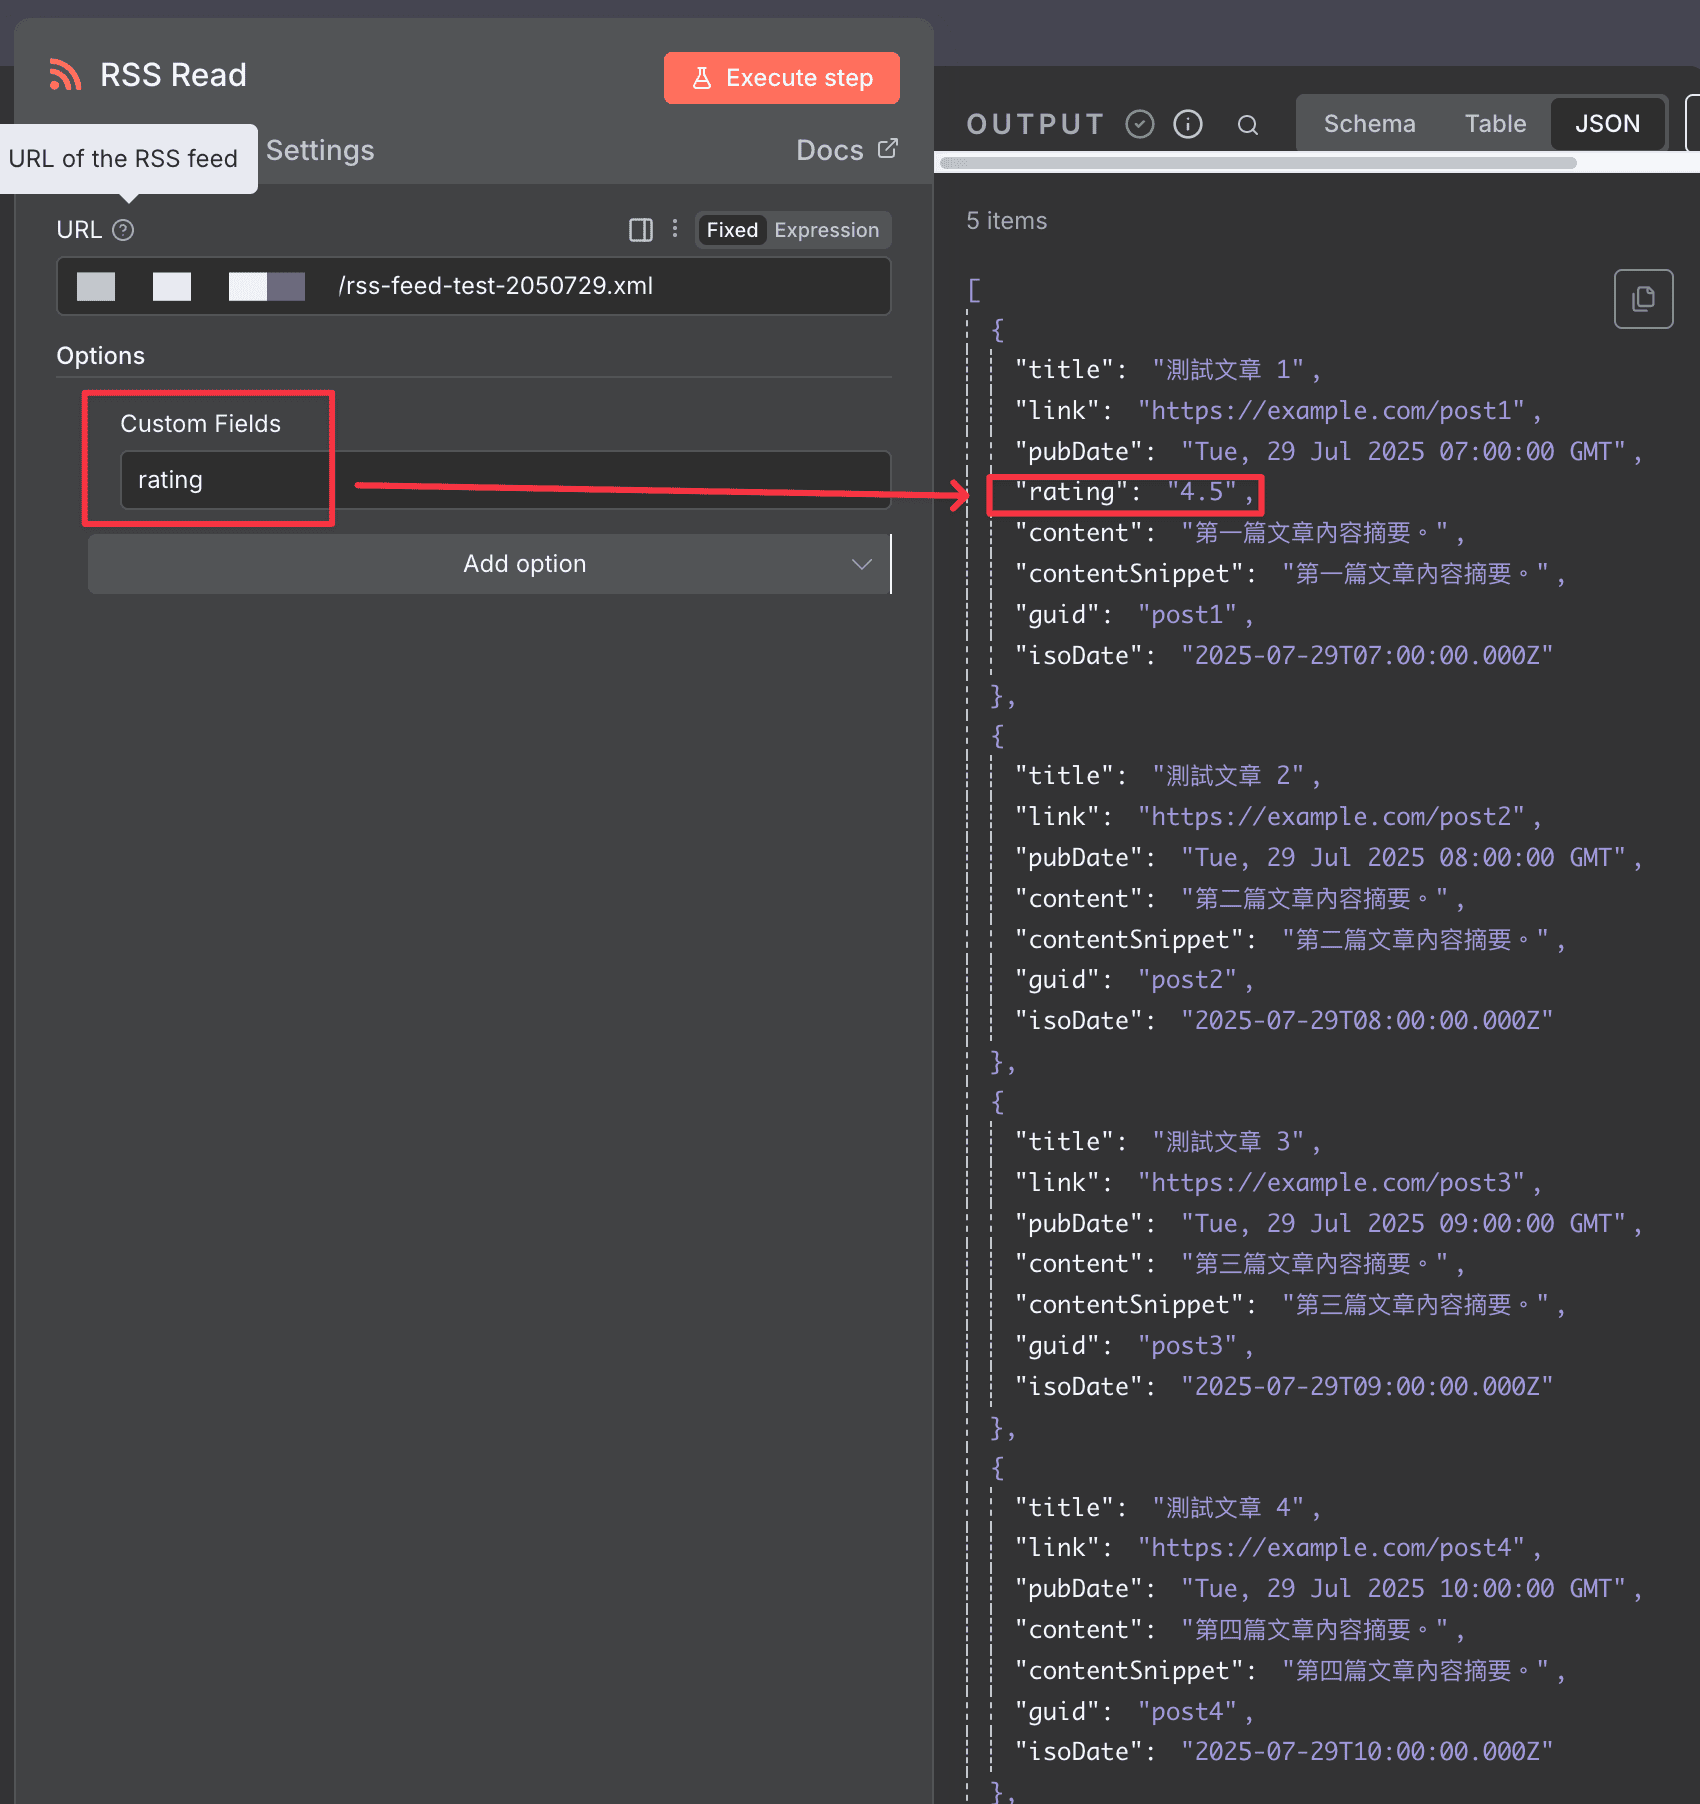 RSS Read
Execute step
URL of the RSS feed
Settings
Docs
URL
Fixed
Expression
/rss-feed-test-2050729.xml
Options
Custom Fields
rating
Add option
OUTPUT
Schema
Table
JSON
5 items
[
{
"title": "測試文章 1",
"link": "https://example.com/post1",
"pubDate": "Tue, 29 Jul 2025 07:00:00 GMT",
"rating": "4.5",
"content": "第一篇文章內容摘要。",
"contentSnippet": "第一篇文章內容摘要。",
"guid": "post1",
"isoDate": "2025-07-29T07:00:00.000Z"
},
{
"title": "測試文章 2",
"link": "https://example.com/post2",
"pubDate": "Tue, 29 Jul 2025 08:00:00 GMT",
"content": "第二篇文章內容摘要。",
"contentSnippet": "第二篇文章內容摘要。",
"guid": "post2",
"isoDate": "2025-07-29T08:00:00.000Z"
},
{
"title": "測試文章 3",
"link": "https://example.com/post3",
"pubDate": "Tue, 29 Jul 2025 09:00:00 GMT",
"content": "第三篇文章內容摘要。",
"contentSnippet": "第三篇文章內容摘要。",
"guid": "post3",
"isoDate": "2025-07-29T09:00:00.000Z"
},
{
"title": "測試文章 4",
"link": "https://example.com/post4",
"pubDate": "Tue, 29 Jul 2025 10:00:00 GMT",
"content": "第四篇文章內容摘要。",
"contentSnippet": "第四篇文章內容摘要。",
"guid": "post4",
"isoDate": "2025-07-29T10:00:00.000Z"
},